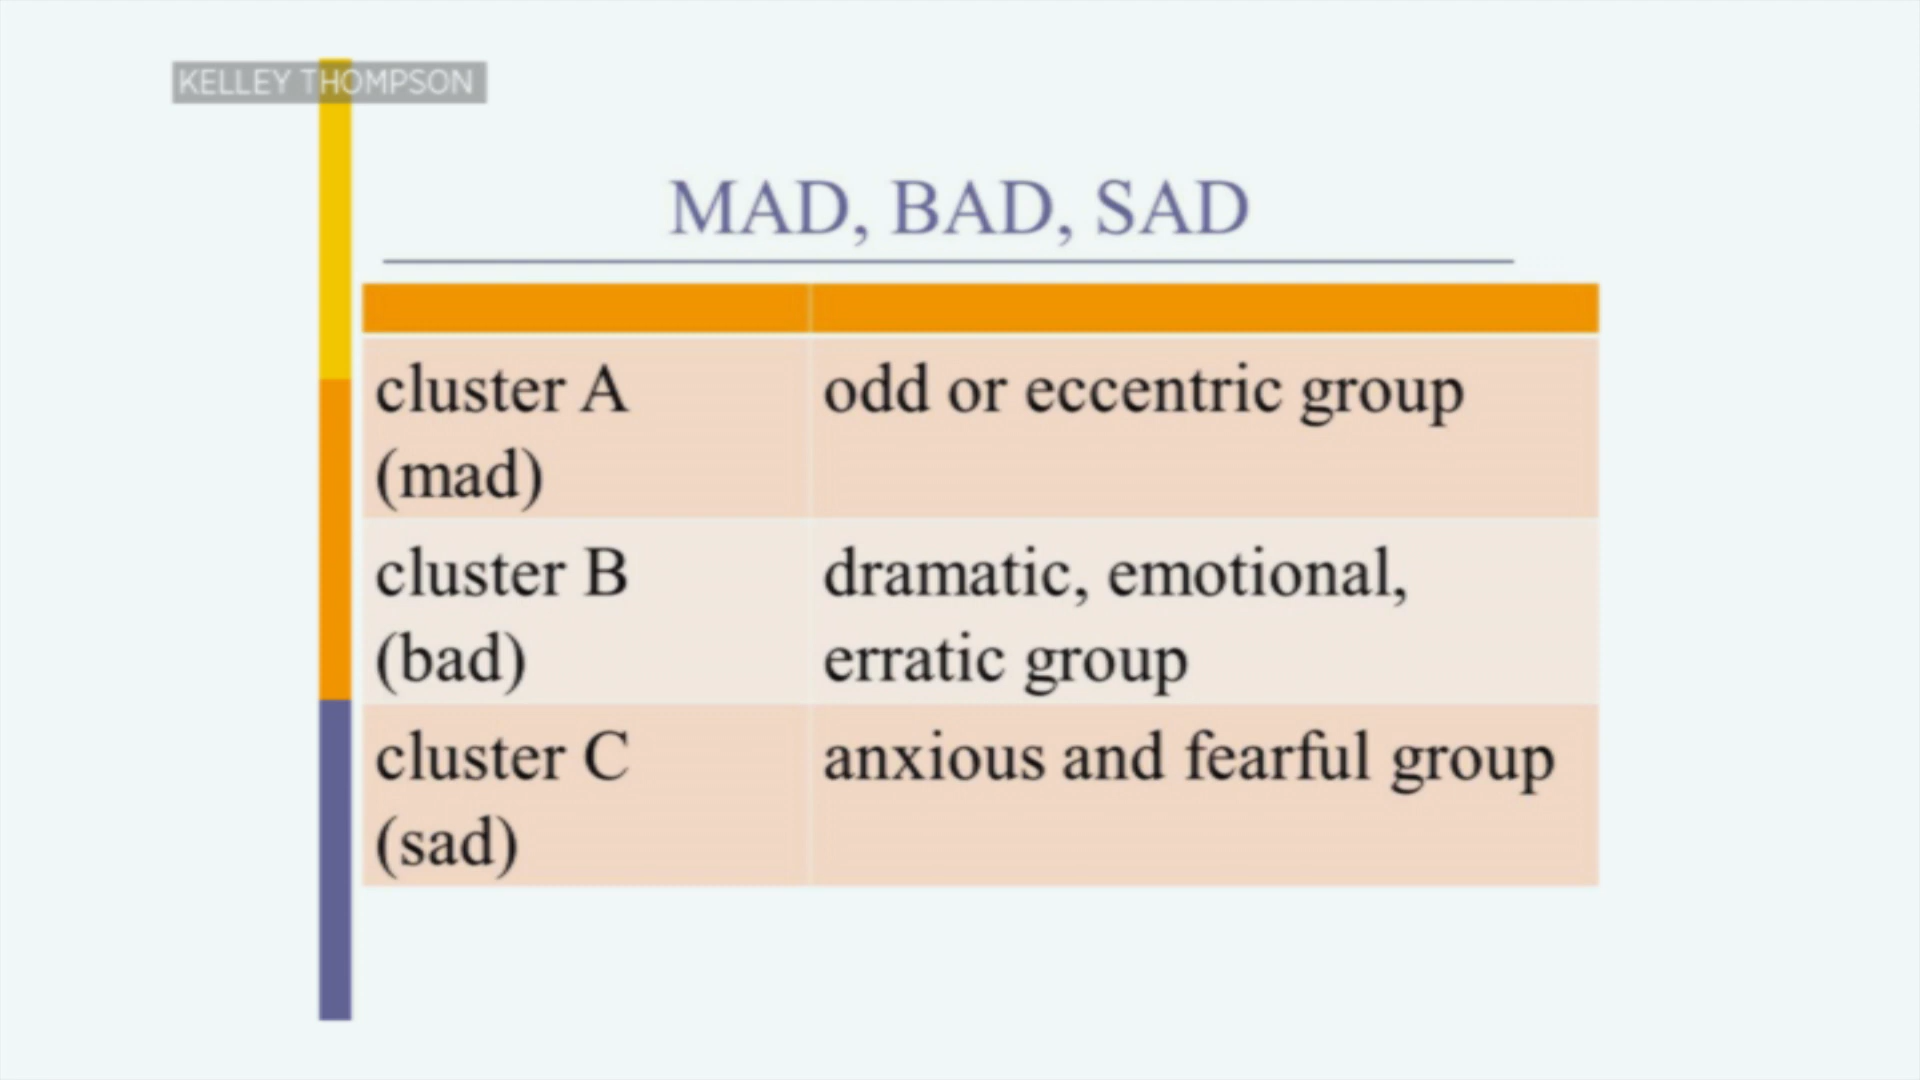 KELLEY THOMPSON
MAD, BAD, SAD
cluster A
(mad)
odd or eccentric group
cluster B
(bad)
dramatic, emotional,
erratic group
cluster C
(sad)
anxious and fearful group